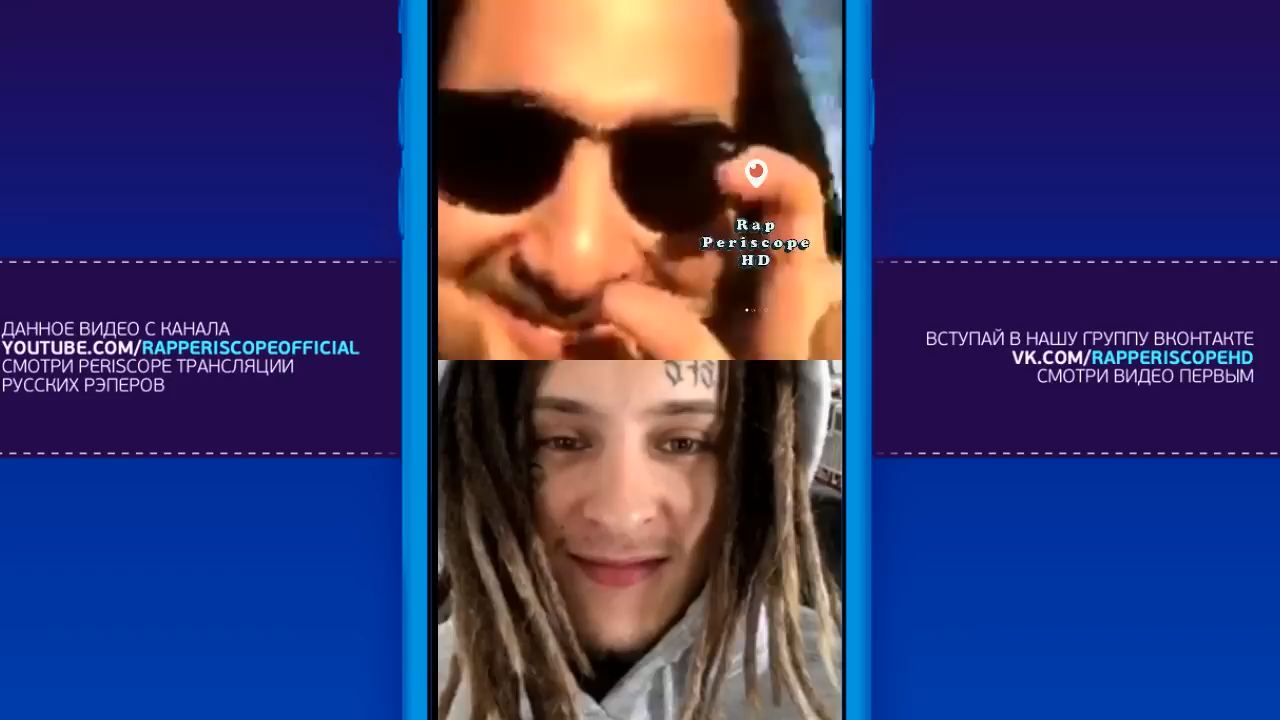 ДАННОЕ ВИДЕО С КАНАЛА
YOUTUBE.COM/RAPPERISCOPEOFFICIAL
СМОТРИ PERISCOPE ТРАНСЛЯЦИИ
РУССКИХ РЭПЕРОВ
Rap
Periscope
HD
ВСТУПАЙ В НАШУ ГРУППУ ВКОНТАКТЕ
VK.COM/RAPPERISCOPEHD
СМОТРИ ВИДЕО ПЕРВЫМ